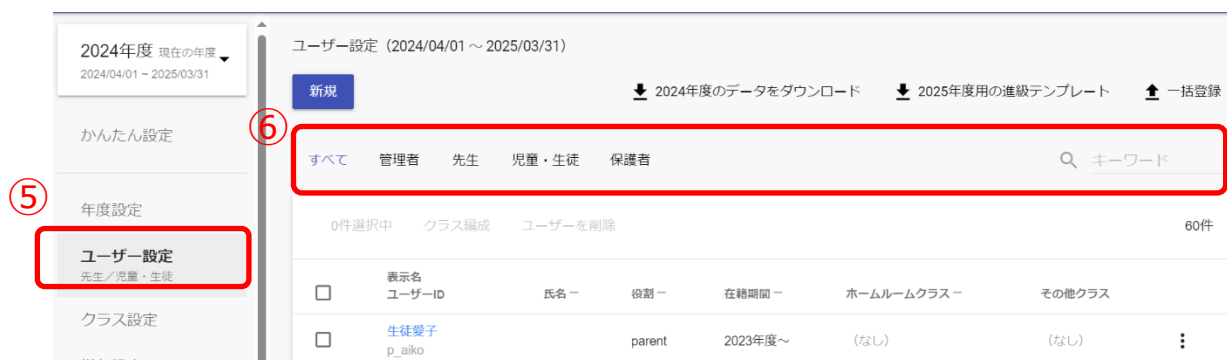 2024年度 現在の年度
2024/04/01 ~ 2025/03/31
かんたん設定
⑤
年度設定
ユーザー設定
先生／児童・生徒
クラス設定
ユーザー設定（2024/04/01 ～ 2025/03/31）
新規
2024年度のデータをダウンロード
2025年度用の進級テンプレート
一括登録
⑥
すべて 管理者 先生 児童・生徒 保護者 キーワード
0件選択中 クラス編成 ユーザーを削除 60件
表示名
ユーザーID 氏名 役割 在籍期間 ホームルームクラス その他クラス
生徒愛子
p_aiko parent 2023年度～ （なし） （なし）